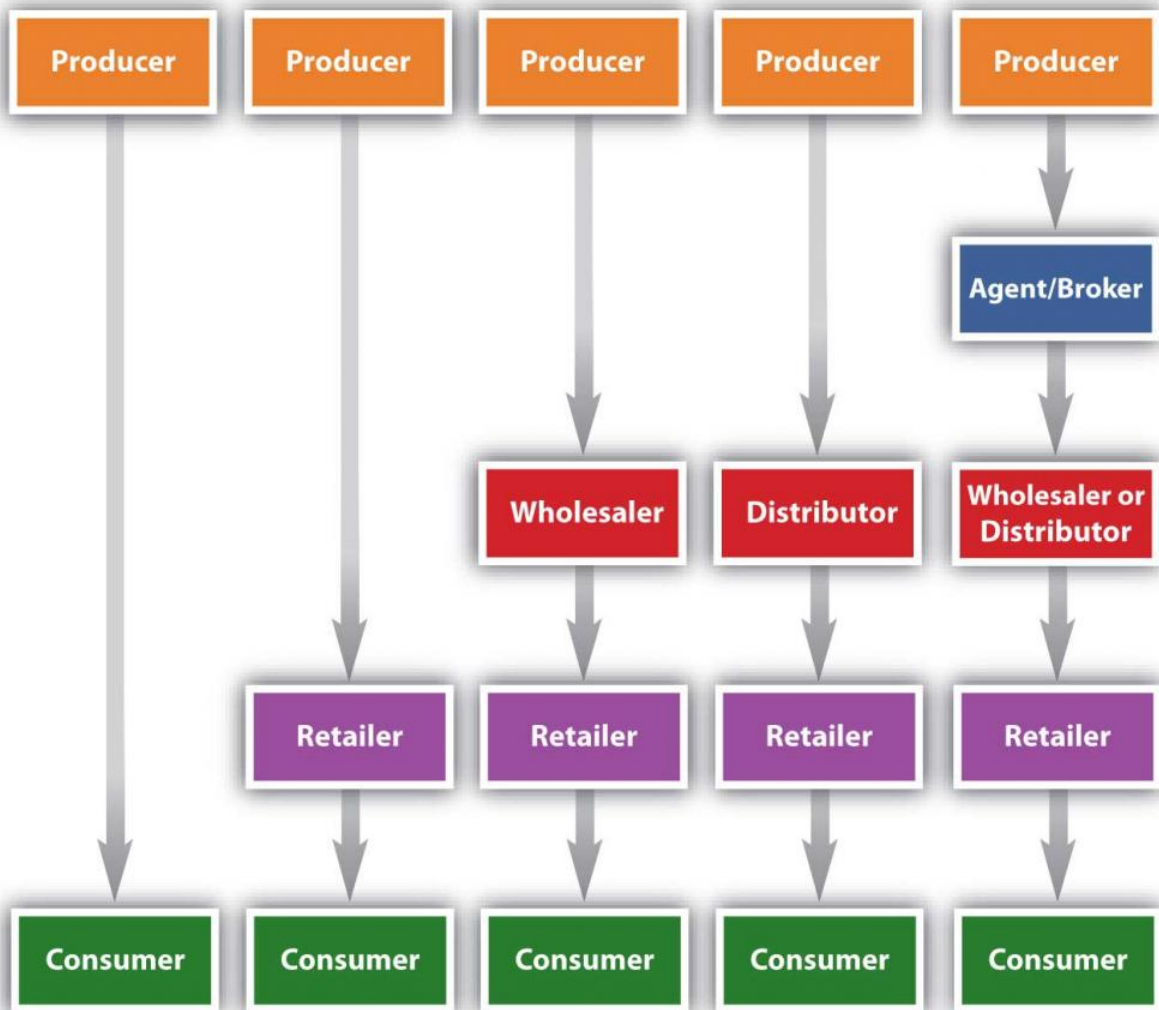 Producer
Producer
Producer
Producer
Producer
Agent/Broker
Wholesaler
Distributor
Wholesaler or
Distributor
Retailer
Retailer
Retailer
Retailer
Consumer
Consumer
Consumer
Consumer
Consumer